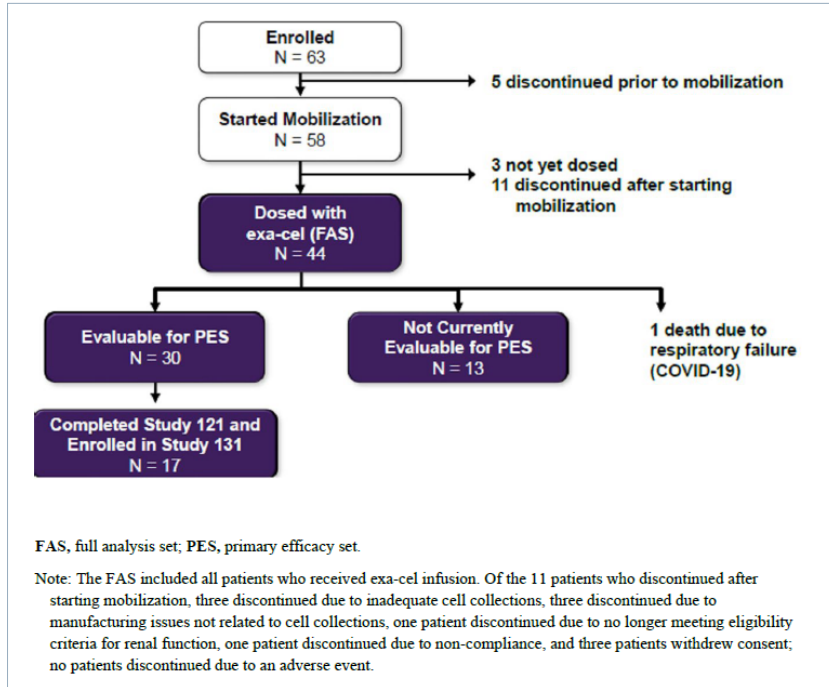 Enrolled
N = 63
5 discontinued prior to mobilization
Started Mobilization
N = 58
3 not yet dosed
11 discontinued after starting
mobilization
Dosed with
exa-cel (FAS)
N = 44
Evaluable for PES
N = 30
Not Currently
Evaluable for PES
N = 13
1 death due to
respiratory failure
(COVID-19)
Completed Study 121 and
Enrolled in Study 131
N = 17
FAS, full analysis set; PES, primary efficacy set.
Note: The FAS included all patients who received exa-cel infusion. Of the 11 patients who discontinued after
starting mobilization, three discontinued due to inadequate cell collections, three discontinued due to
manufacturing issues not related to cell collections, one patient discontinued due to no longer meeting eligibility
criteria for renal function, one patient discontinued due to non-compliance, and three patients withdrew consent;
no patients discontinued due to an adverse event.